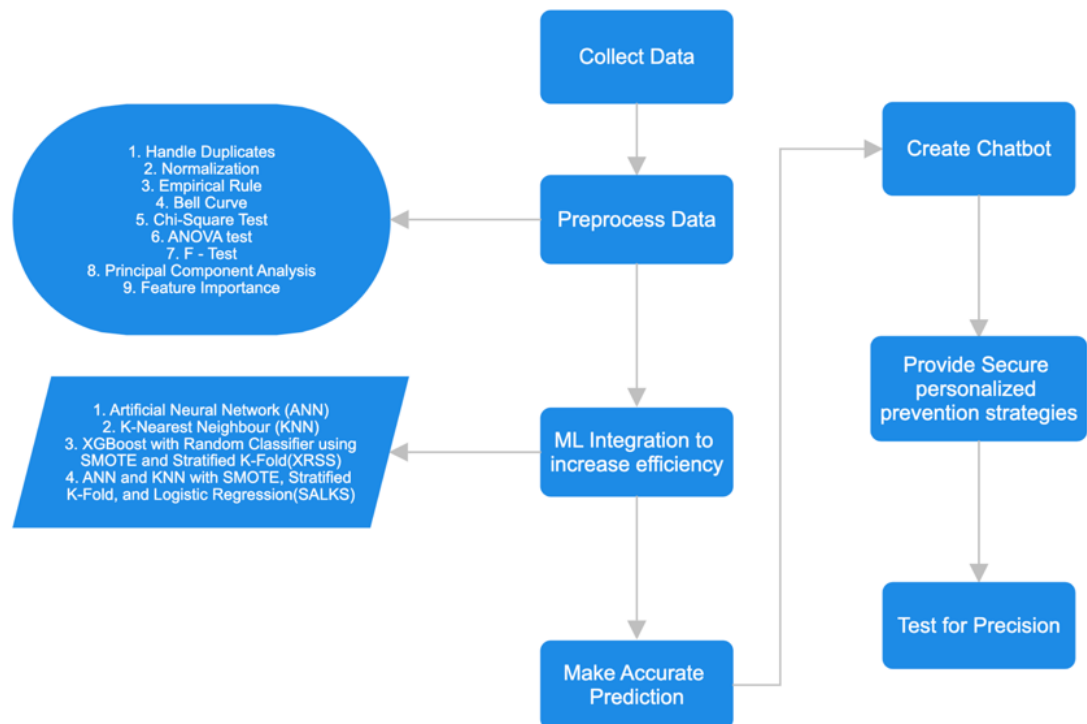 Collect Data
1. Handle Duplicates
2. Normalization
3. Empirical Rule
4. Bell Curve
5. Chi-Square Test
6. ANOVA test
7. F - Test
8. Principal Component Analysis
9. Feature Importance
Preprocess Data
1. Artificial Neural Network (ANN)
2. K-Nearest Neighbour (KNN)
3. XGBoost with Random Classifier using
SMOTE and Stratified K-Fold(XRSS)
4. ANN and KNN with SMOTE, Stratified
K-Fold, and Logistic Regression(SALKS)
ML Integration to
increase efficiency
Make Accurate
Prediction
Create Chatbot
Provide Secure
personalized
prevention strategies
Test for Precision